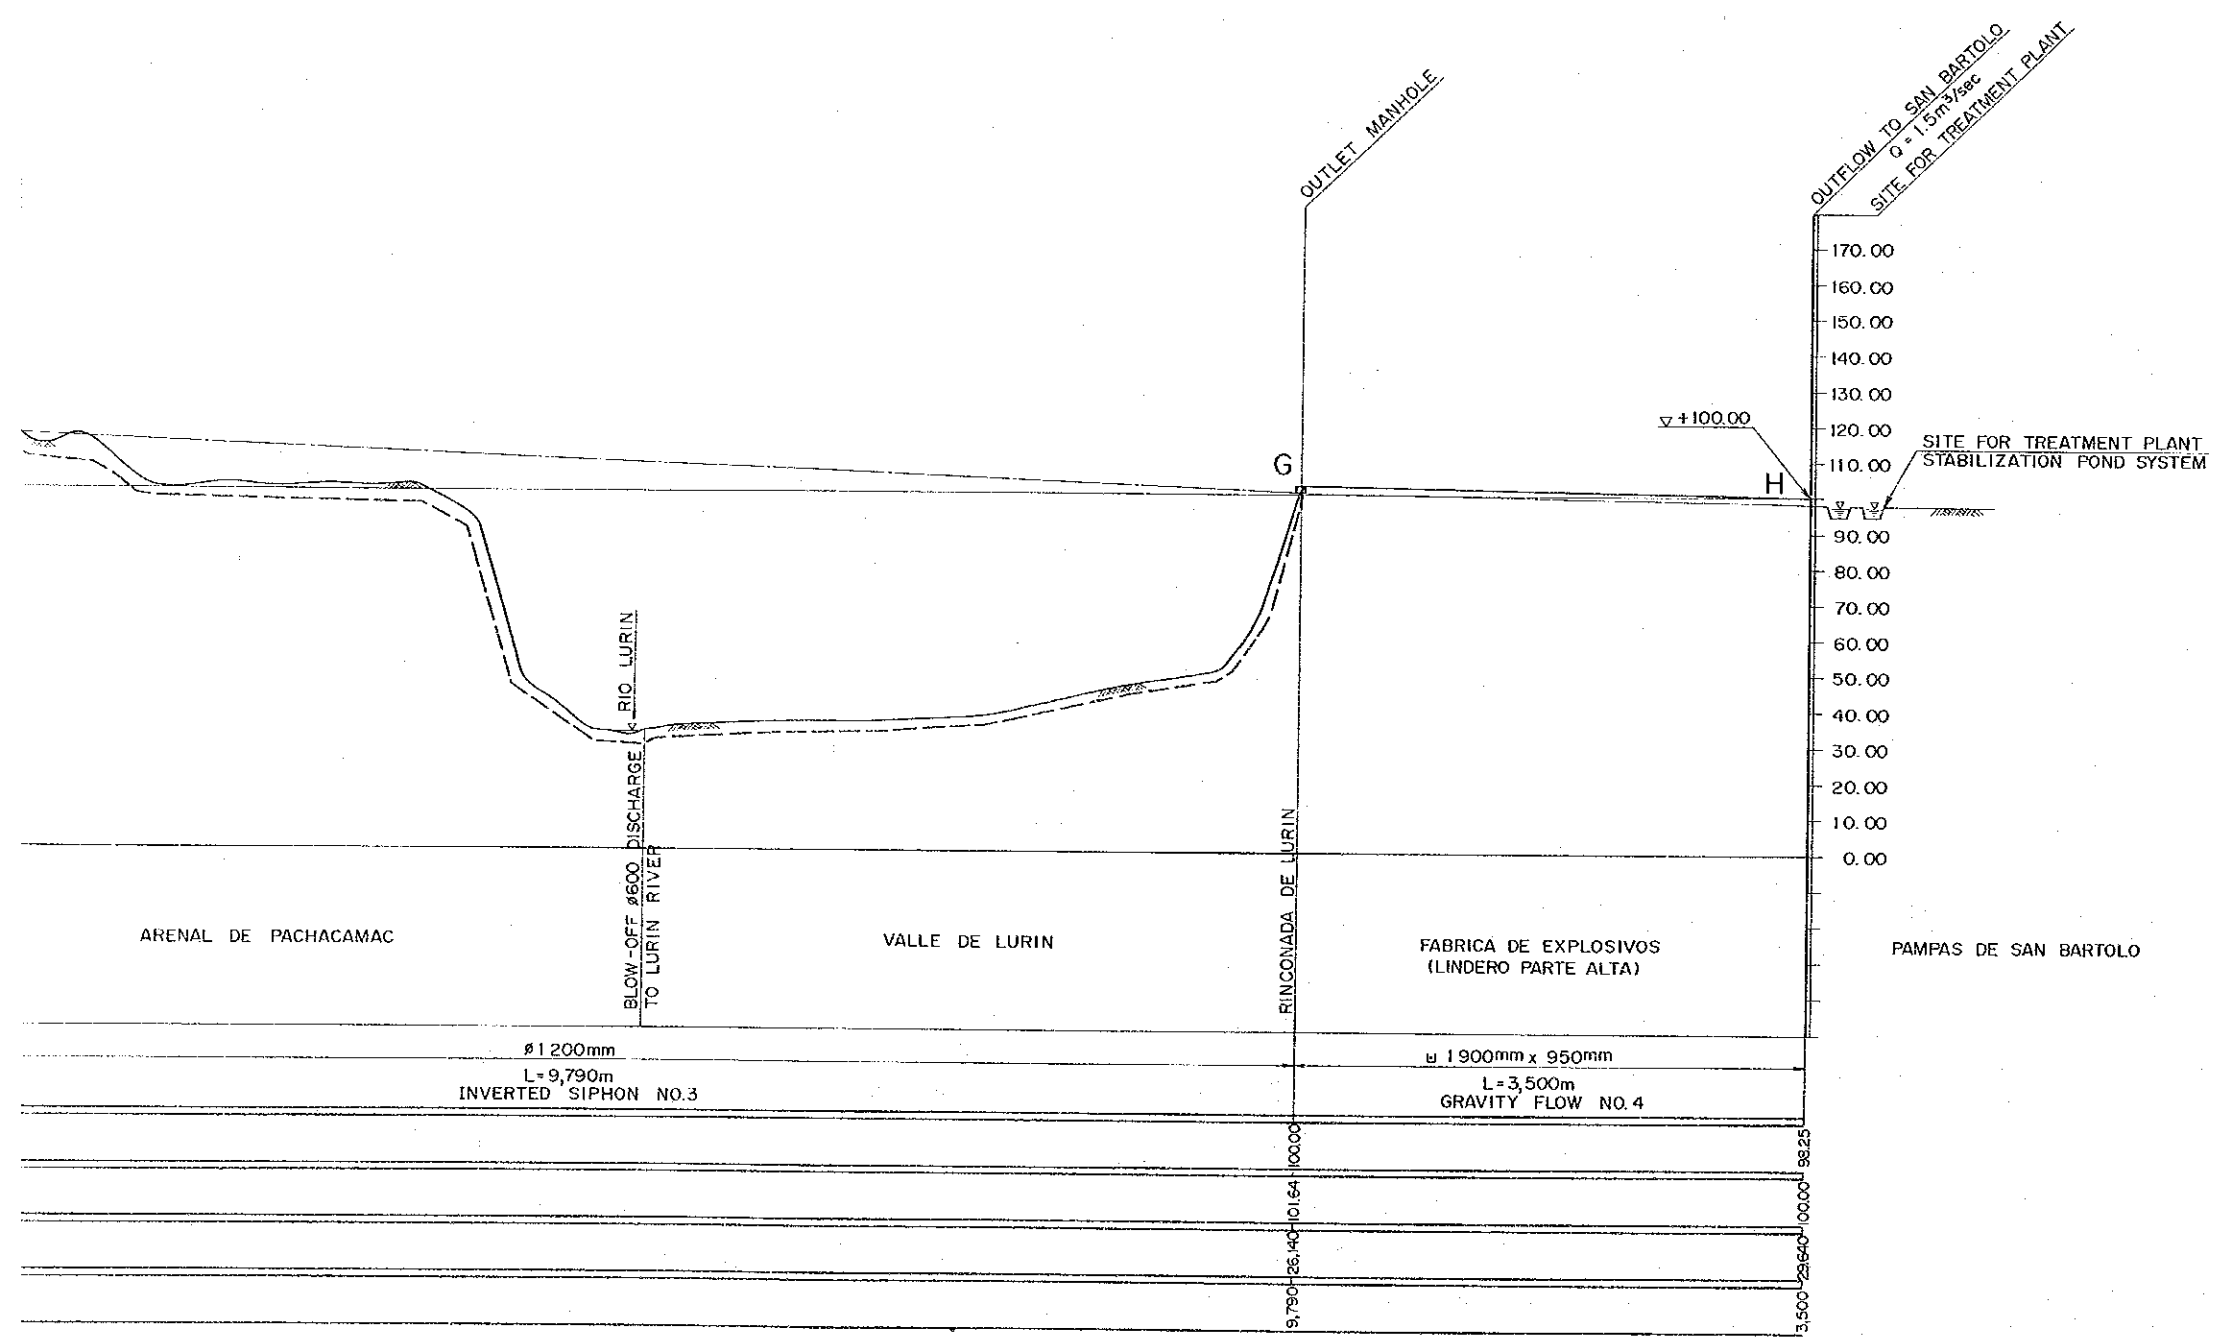 OUTLET MANHOLE
OUTFLOW TO SAN BARTOLO
Q = 1.5m³/sec
SITE FOR TREATMENT PLANT
170.00
160.00
150.00
140.00
130.00
120.00
110.00
90.00
80.00
70.00
60.00
50.00
40.00
30.00
20.00
10.00
0.00
+100.00
G
H
SITE FOR TREATMENT PLANT
STABILIZATION POND SYSTEM
RIO LURIN
BLOW-OFF ø600 DISCHARGE
TO LURIN RIVER
RINCONADA DE LURIN
ARENAL DE PACHACAMAC
VALLE DE LURIN
FABRICA DE EXPLOSIVOS
(LINDERO PARTE ALTA)
PAMPAS DE SAN BARTOLO
ø1200mm
L=9,790m
INVERTED SIPHON NO.3
⊔ 1900mm x 950mm
L=3,500m
GRAVITY FLOW NO.4
100.00
98.25
101.64
100.00
26,140
29,640
9,790
3,500